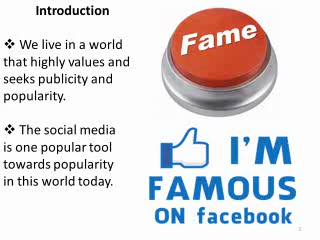 Introduction
❖ We live in a world
that highly values and
seeks publicity and
popularity.
❖ The social media
is one popular tool
towards popularity
in this world today.
Fame
I'M
FAMOUS
ON facebook